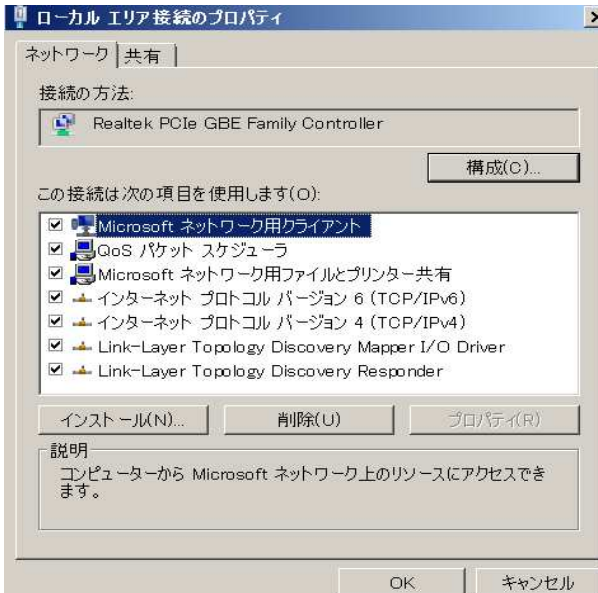 ローカル エリア接続のプロパティ
ネットワーク 共有
接続の方法:
Realtek PCIe GBE Family Controller
構成(C)...
この接続は次の項目を使用します(O):
Microsoft ネットワーク用クライアント
QoS パケット スケジューラ
Microsoft ネットワーク用ファイルとプリンター共有
インターネット プロトコル バージョン 6 (TCP/IPv6)
インターネット プロトコル バージョン 4 (TCP/IPv4)
Link-Layer Topology Discovery Mapper I/O Driver
Link-Layer Topology Discovery Responder
インストール(N)... 削除(U) プロパティ(R)
説明
コンピューターから Microsoft ネットワーク上のリソースにアクセスでき
ます。
OK キャンセル